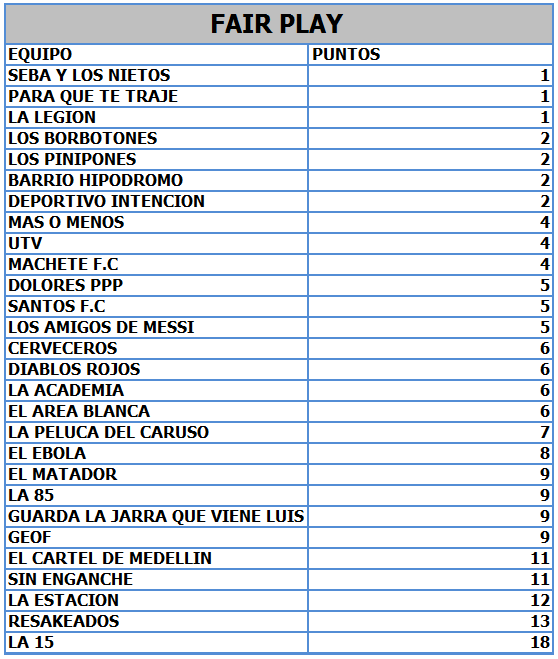 FAIR PLAY
EQUIPO PUNTOS
SEBA Y LOS NIETOS 1
PARA QUE TE TRAJE 1
LA LEGION 1
LOS BORBOTONES 2
LOS PINIPONES 2
BARRIO HIPODROMO 2
DEPORTIVO INTENCION 2
MAS O MENOS 4
UTV 4
MACHETE F.C 4
DOLORES PPP 5
SANTOS F.C 5
LOS AMIGOS DE MESSI 5
CERVECEROS 6
DIABLOS ROJOS 6
LA ACADEMIA 6
EL AREA BLANCA 6
LA PELUCA DEL CARUSO 7
EL EBOLA 8
EL MATADOR 9
LA 85 9
GUARDA LA JARRA QUE VIENE LUIS 9
GEOF 9
EL CARTEL DE MEDELLIN 11
SIN ENGANCHE 11
LA ESTACION 12
RESAKEADOS 13
LA 15 18